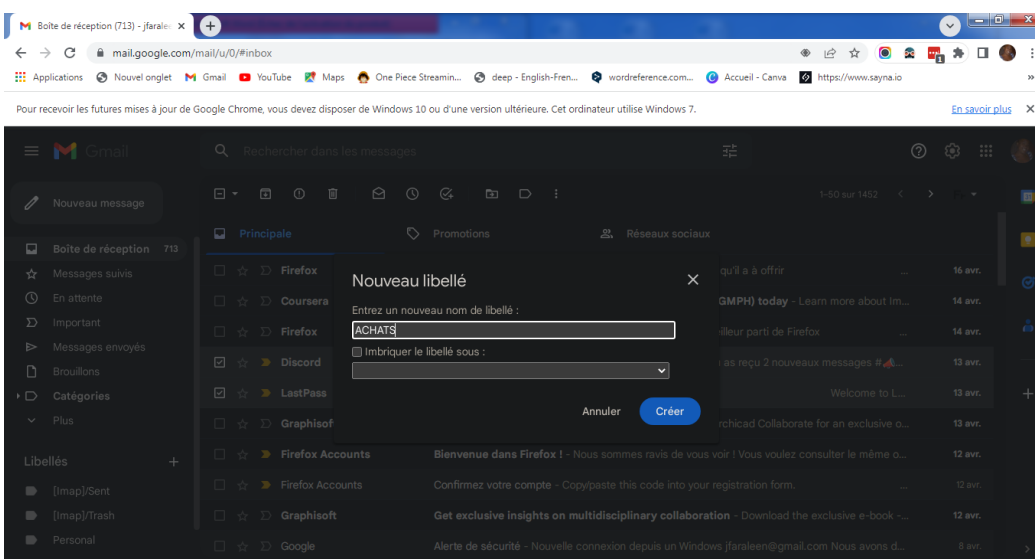 Boîte de réception (713) - jfaralee
mail.google.com/mail/u/0/#inbox
Applications Nouvel onglet Gmail YouTube Maps One Piece Streamin... deep - English-Fren... wordreference.com... Accueil - Canva https://www.sayna.io »
Pour recevoir les futures mises à jour de Google Chrome, vous devez disposer de Windows 10 ou d'une version ultérieure. Cet ordinateur utilise Windows 7. En savoir plus
Gmail Rechercher dans les messages
Nouveau message 1–50 sur 1452
Principale Promotions Réseaux sociaux
Boîte de réception 713
Messages suivis Firefox qu'il a à offrir ... 16 avr.
En attente Coursera GMPH) today - Learn more about Im... 14 avr.
Important Firefox illeur parti de Firefox ... 14 avr.
Messages envoyés
Brouillons Discord as reçu 2 nouveaux messages # ... 13 avr.
Catégories LastPass Welcome to L... 13 avr.
Plus Graphisof rchicad Collaborate for an exclusive o... 13 avr.
Nouveau libellé
Entrez un nouveau nom de libellé :
ACHATS
Imbriquer le libellé sous :
Annuler Créer
Libellés + Firefox Accounts Bienvenue dans Firefox ! - Nous sommes ravis de vous voir ! Vous voulez consulter le même o... 12 avr.
[Imap]/Sent Firefox Accounts Confirmez votre compte - Copy/paste this code into your registration form. ... 12 avr.
[Imap]/Trash Graphisoft Get exclusive insights on multidisciplinary collaboration - Download the exclusive e-book -... 12 avr.
Personal Google Alerte de sécurité - Nouvelle connexion depuis un Windows jfaraleen@gmail.com Nous avons d... 8 avr.